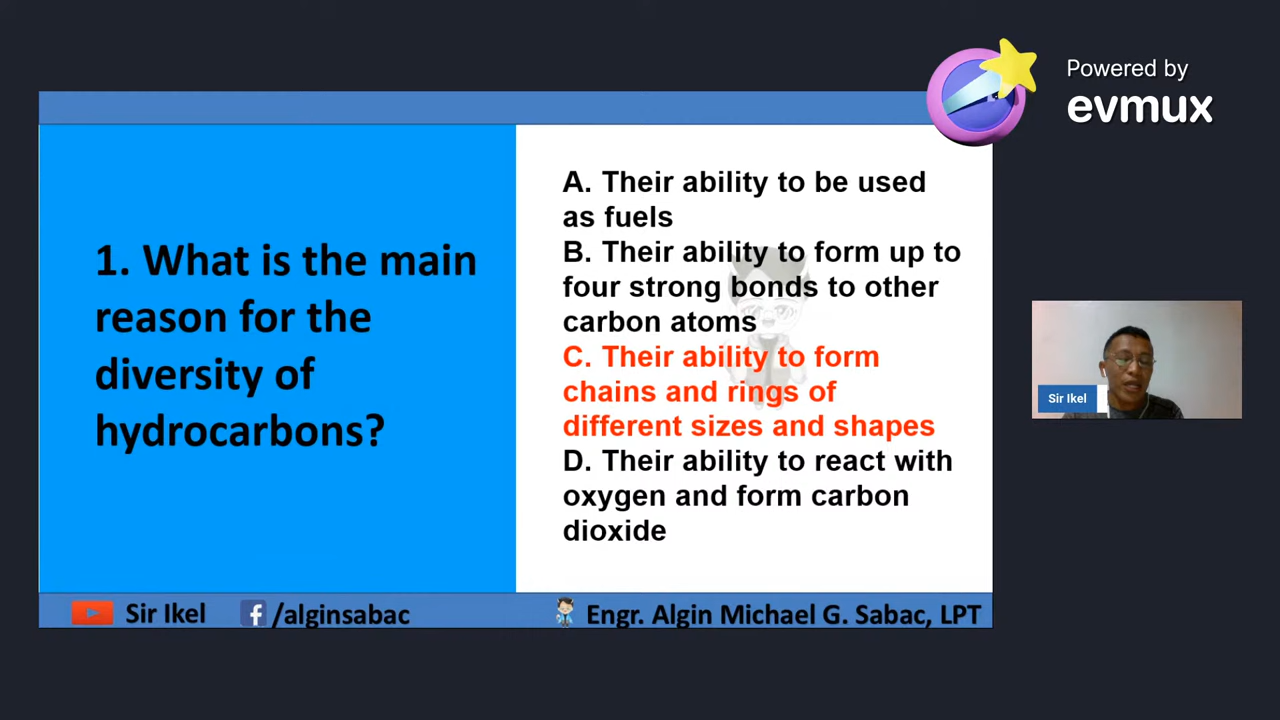 Powered by
evmux
1. What is the main
reason for the
diversity of
hydrocarbons?
A. Their ability to be used
as fuels
B. Their ability to form up to
four strong bonds to other
carbon atoms
C. Their ability to form
chains and rings of
different sizes and shapes
D. Their ability to react with
oxygen and form carbon
dioxide
Sir Ikel
Sir Ikel
/alginsabac
Engr. Algin Michael G. Sabac, LPT